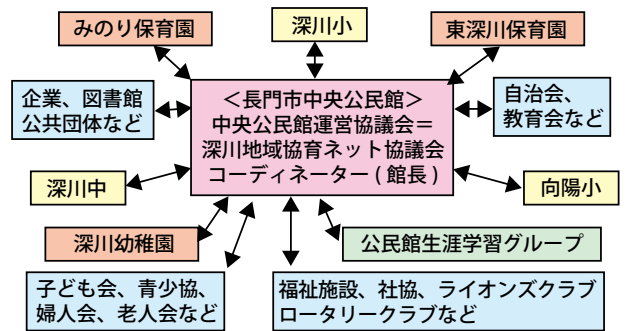 みのり保育園
深川小
東深川保育園
企業、図書館
公共団体など
＜長門市中央公民館＞
中央公民館運営協議会＝
深川地域協育ネット協議会
コーディネーター(館長)
自治会、
教育会など
深川中
向陽小
深川幼稚園
公民館生涯学習グループ
子ども会、青少協、
婦人会、老人会など
福祉施設、社協、ライオンズクラブ
ロータリークラブなど